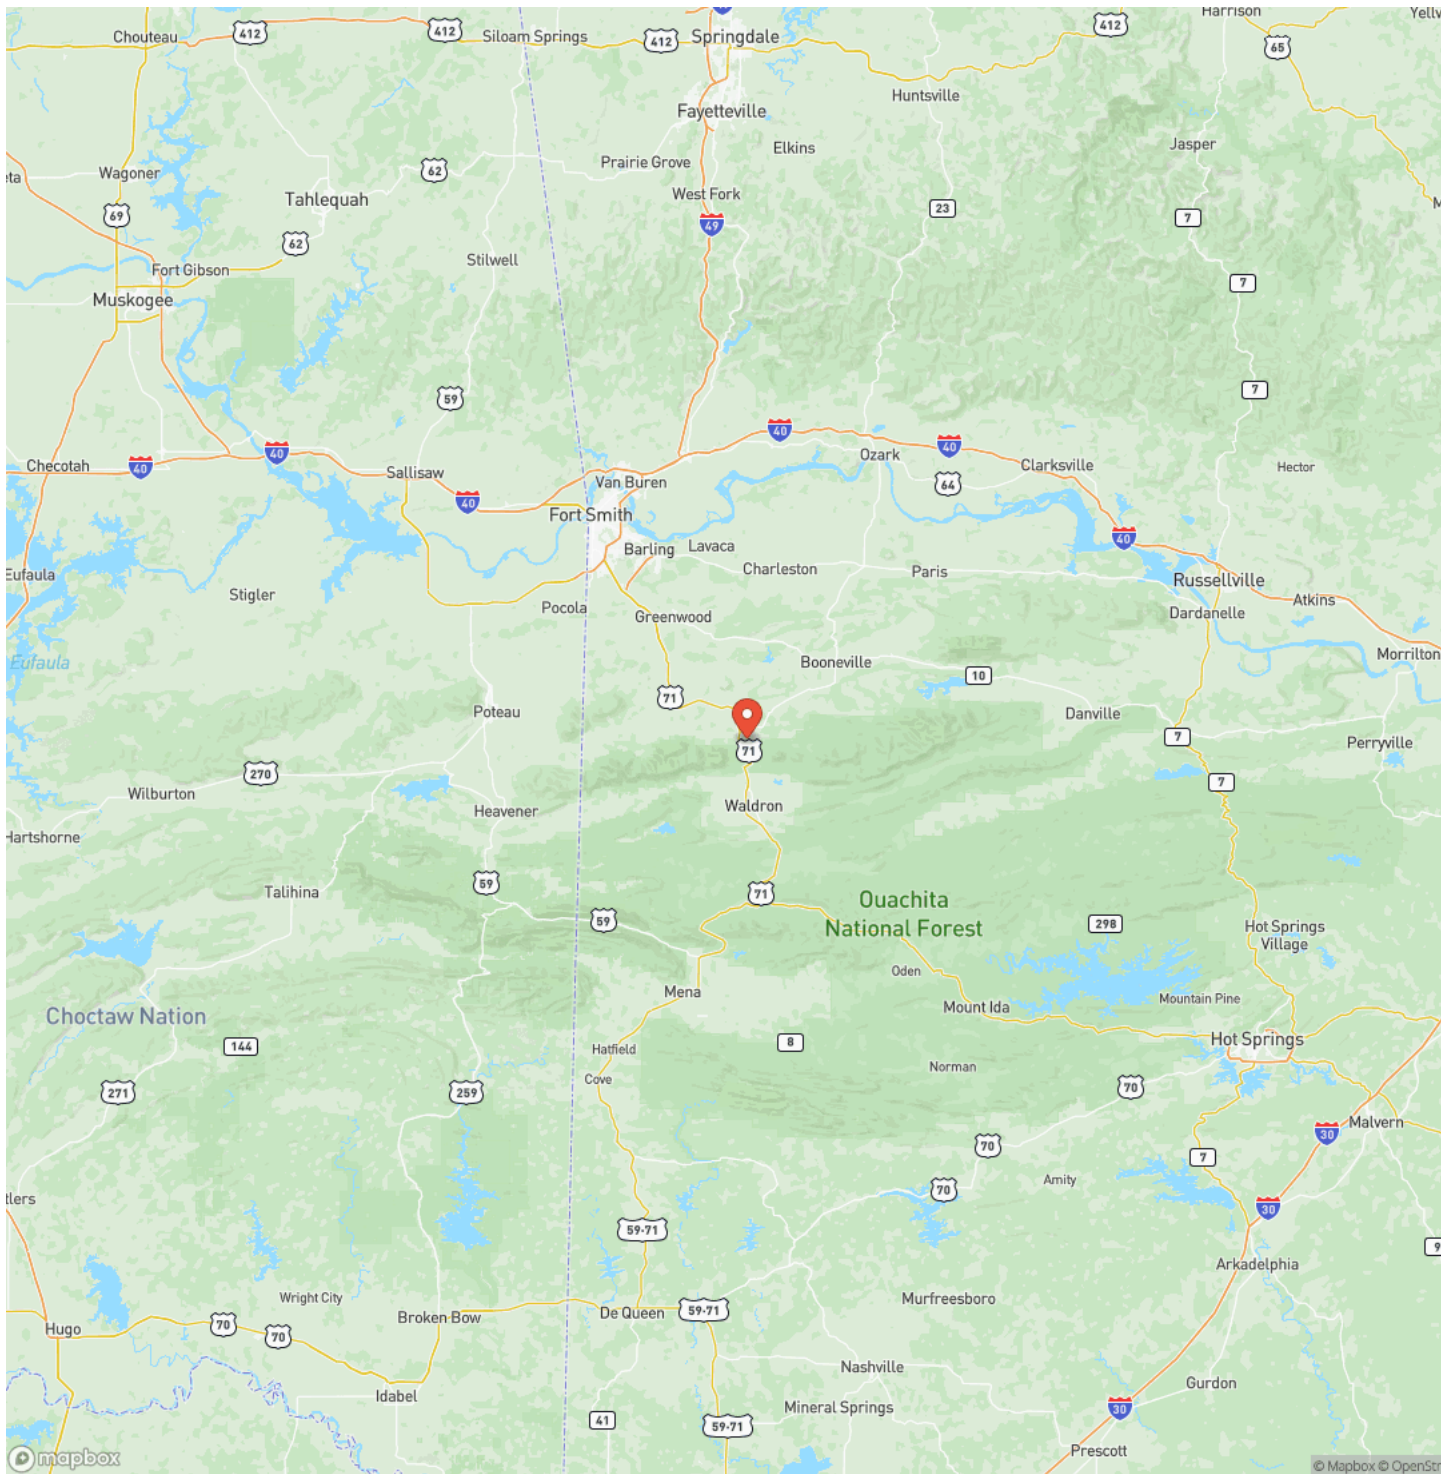 Harrison
Yellv
412
412
412
412
65
Chouteau
Siloam Springs
Springdale
Fayetteville
Huntsville
Elkins
Jasper
Prairie Grove
62
eta
Wagoner
Tahlequah
West Fork
M
69
23
7
49
62
Stilwell
Fort Gibson
7
Muskogee
59
7
40
40
40
Checotah
40
Sallisaw
Ozark
Clarksville
Hector
Van Buren
64
40
Fort Smith
40
Barling
Lavaca
Charleston
Paris
Eufaula
Russellville
Stigler
Pocola
Greenwood
Atkins
Dardanelle
Eufaula
Booneville
Morrilton
10
71
Poteau
Danville
7
71
Perryville
270
7
Wilburton
Waldron
Heavener
Hartshorne
59
Talihina
71
Ouachita
National Forest
59
298
Hot Springs
Village
Oden
Mena
Mountain Pine
Mount Ida
Choctaw Nation
144
8
Hot Springs
Hatfield
Norman
Cove
271
259
70
Malvern
30
70
7
Amity
70
tlers
30
59-71
9
Arkadelphia
Wright City
Murfreesboro
59-71
De Queen
Broken Bow
70
70
Hugo
Nashville
Gurdon
Idabel
Mineral Springs
30
41
59-71
Prescott
mapbox
© Mapbox © OpenStr